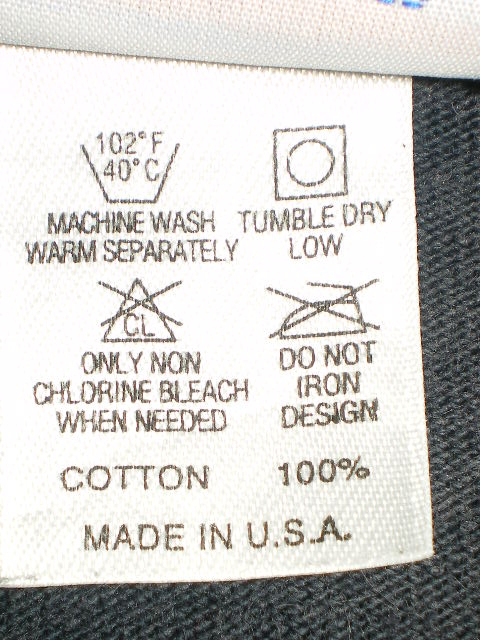 102°F
40°C
MACHINE WASH
WARM SEPARATELY
TUMBLE DRY
LOW
CL
ONLY NON
CHLORINE BLEACH
WHEN NEEDED
DO NOT
IRON
DESIGN
COTTON 100%
MADE IN U.S.A.